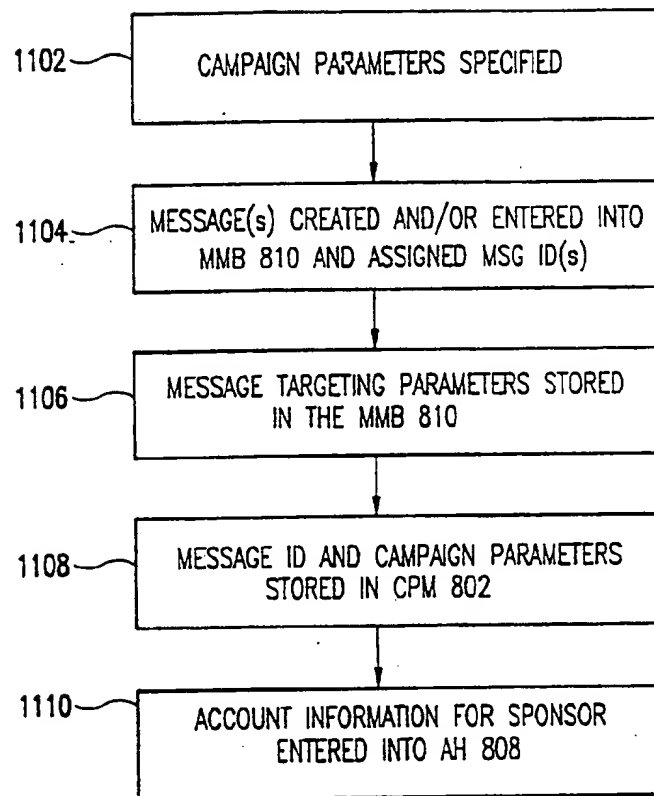 1102
CAMPAIGN PARAMETERS SPECIFIED
1104
MESSAGE(s) CREATED AND/OR ENTERED INTO
MMB 810 AND ASSIGNED MSG ID(s)
1106
MESSAGE TARGETING PARAMETERS STORED
IN THE MMB 810
1108
MESSAGE ID AND CAMPAIGN PARAMETERS
STORED IN CPM 802
1110
ACCOUNT INFORMATION FOR SPONSOR
ENTERED INTO AH 808